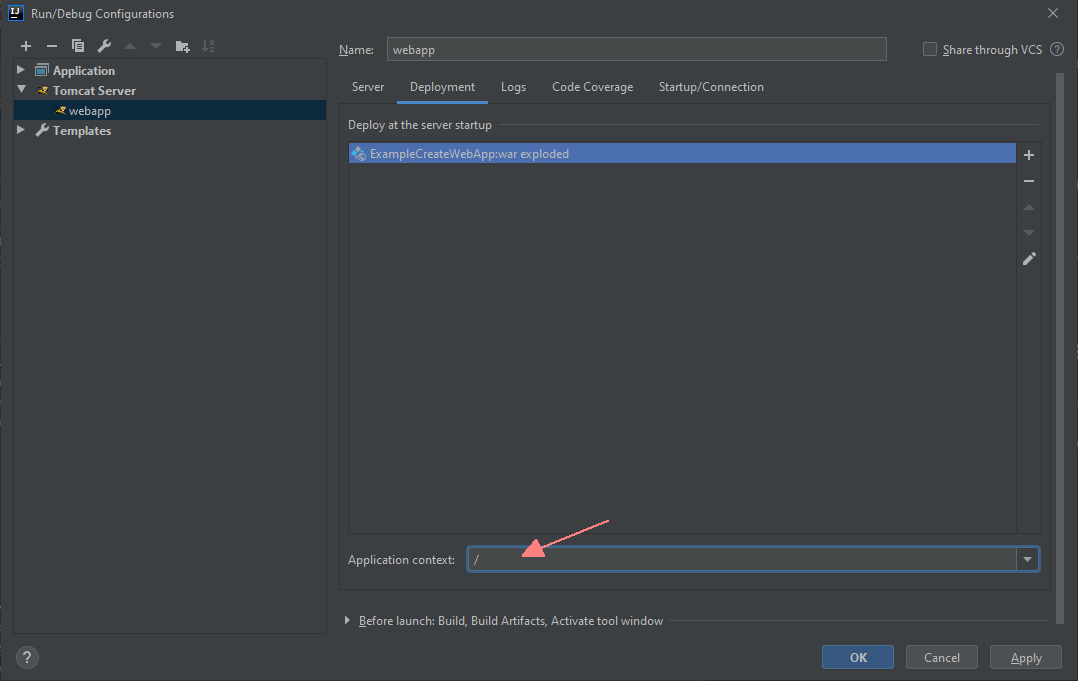 IJ Run/Debug Configurations
Name: webapp
Share through VCS ?
Application
Tomcat Server
webapp
Templates
Server Deployment Logs Code Coverage Startup/Connection
Deploy at the server startup
ExampleCreateWebApp:war exploded
Application context: /
Before launch: Build, Build Artifacts, Activate tool window
? OK Cancel Apply